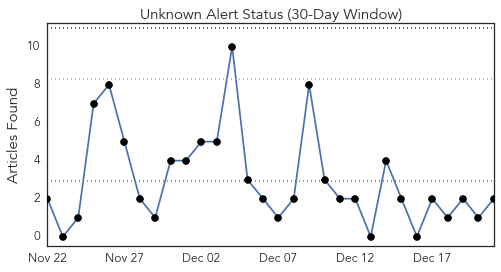 Unknown Alert Status (30-Day Window)
Articles Found
10
8
6
4
2
0
Nov 22 Nov 27 Dec 02 Dec 07 Dec 12 Dec 17